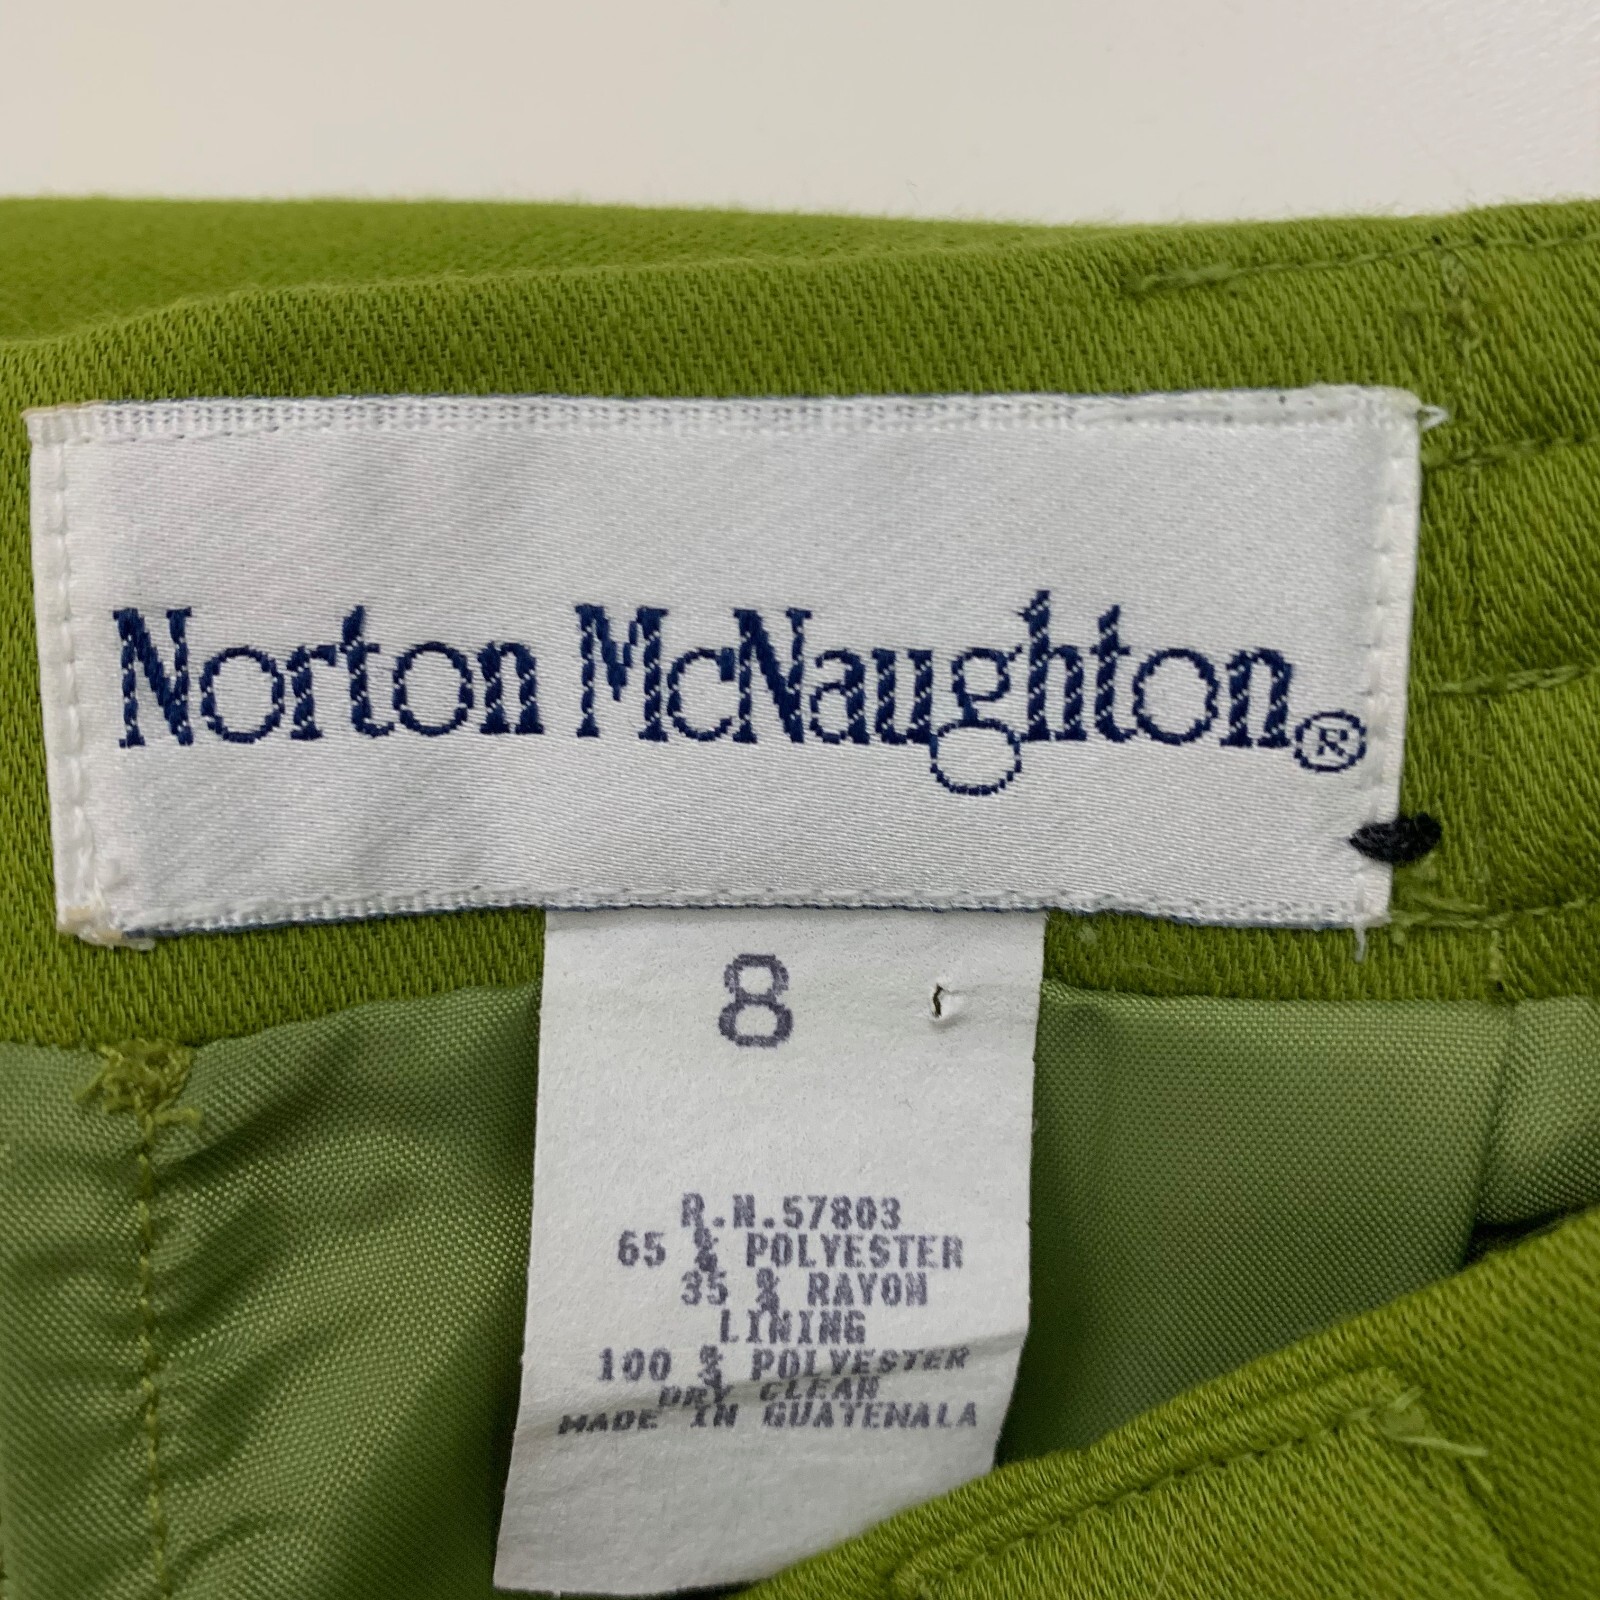 Norton McNaughton®
8
R.N.57803
65 % POLYESTER
35 % RAYON
LINING
100 % POLYESTER
DRY CLEAN
MADE IN GUATEMALA